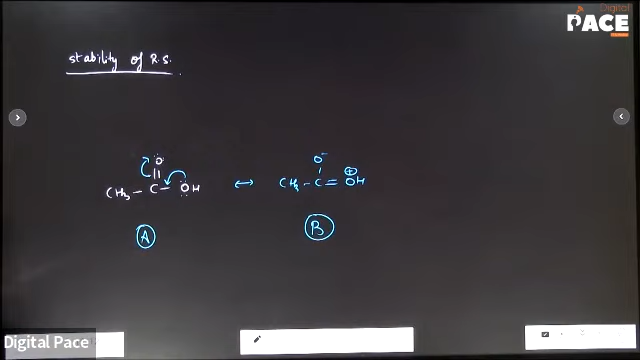 Digital
PACE
stability of R.S.
O O⁻ ⊕
CH₃ – C – OH ↔ CH₃ – C = OH
A B
Digital Pace